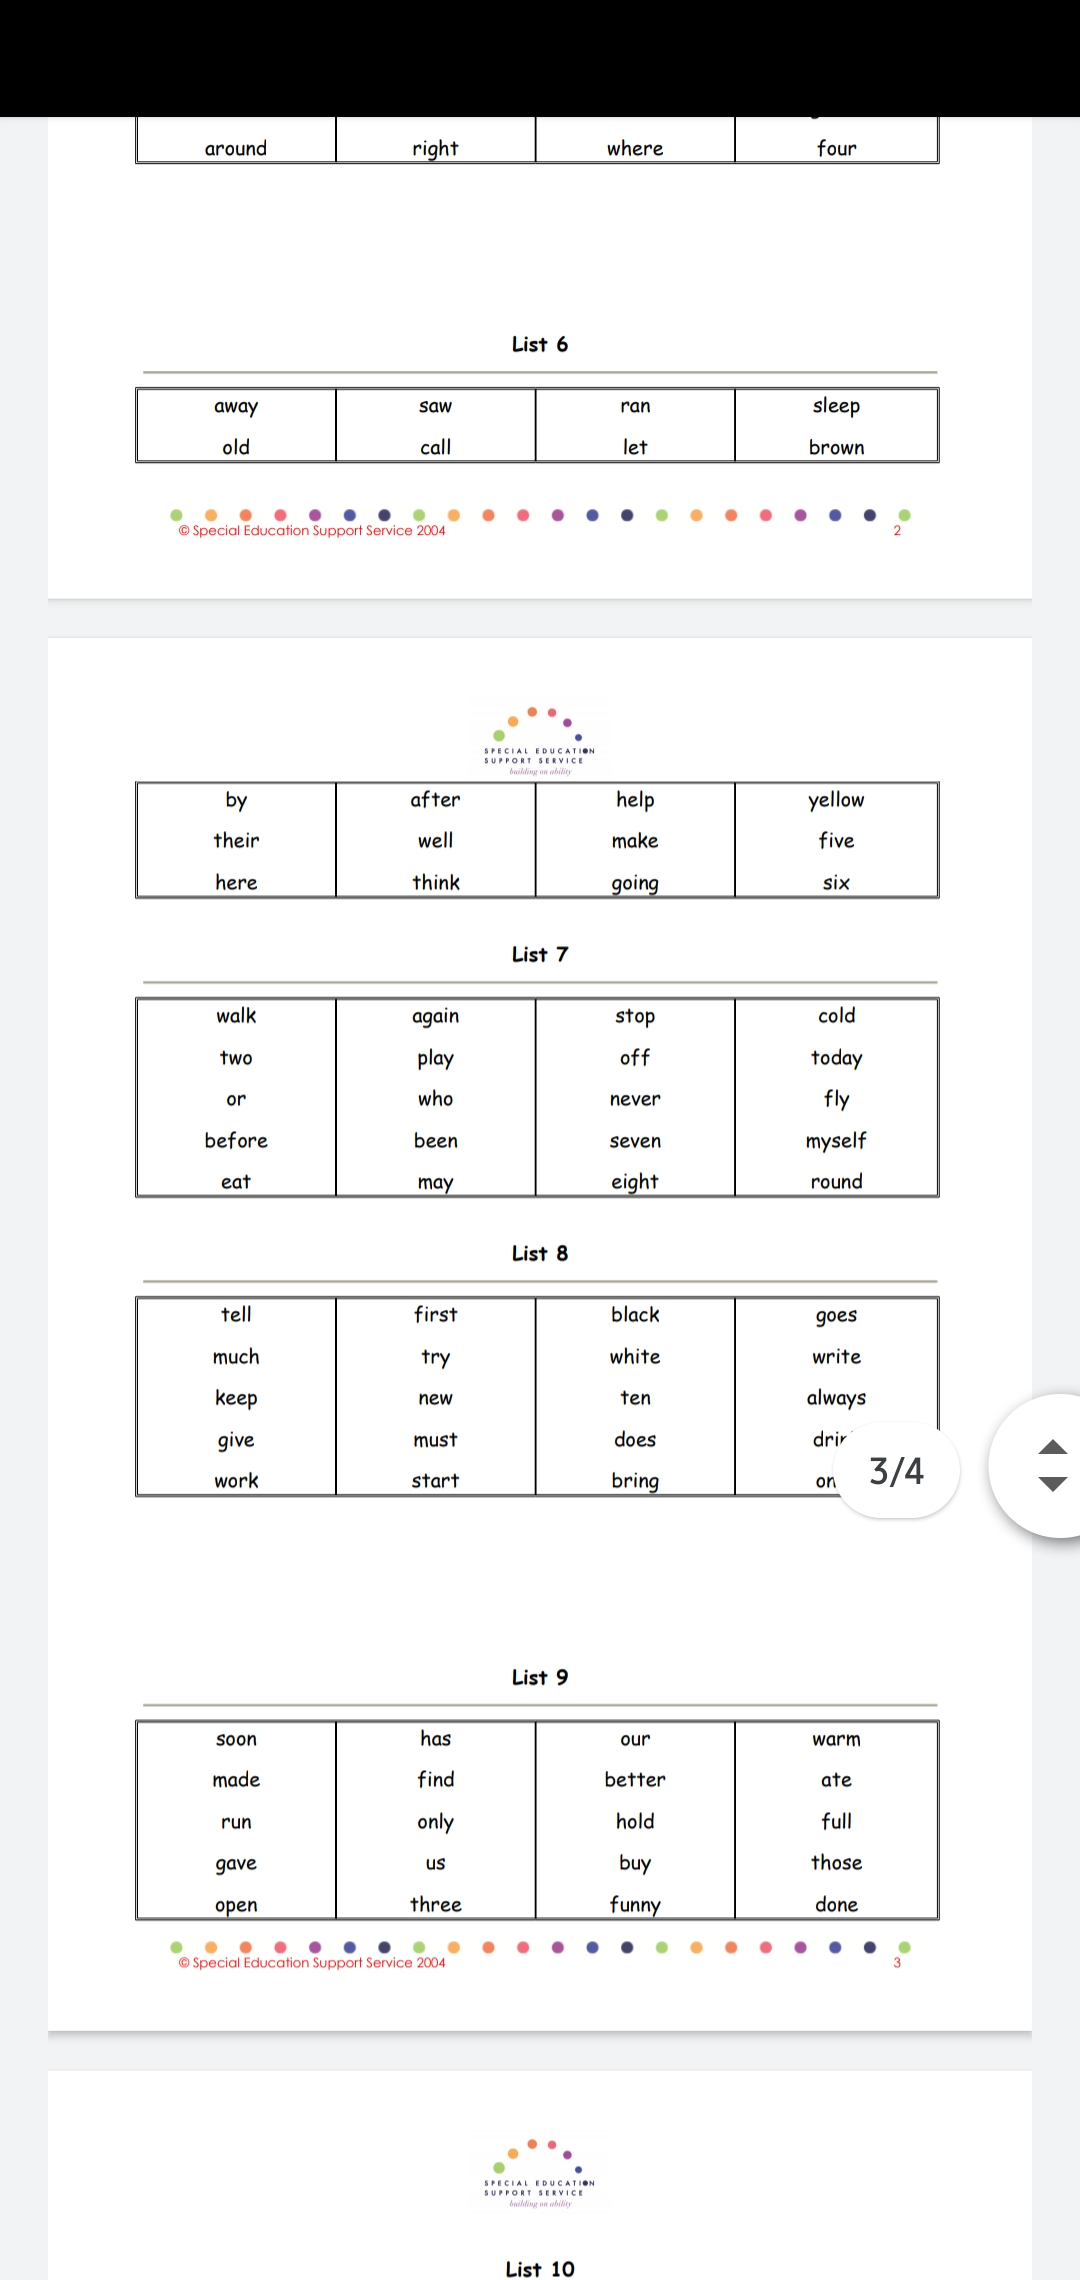 around right where four
List 6
away saw ran sleep
old call let brown
© Special Education Support Service 2004 2
SPECIAL EDUCATION
SUPPORT SERVICE
building on ability
by after help yellow
their well make five
here think going six
List 7
walk again stop cold
two play off today
or who never fly
before been seven myself
eat may eight round
List 8
tell first black goes
much try white write
keep new ten always
give must does
work start bring
3/4
List 9
soon has our warm
made find better ate
run only hold full
gave us buy those
open three funny done
© Special Education Support Service 2004 3
SPECIAL EDUCATION
SUPPORT SERVICE
building on ability
List 10